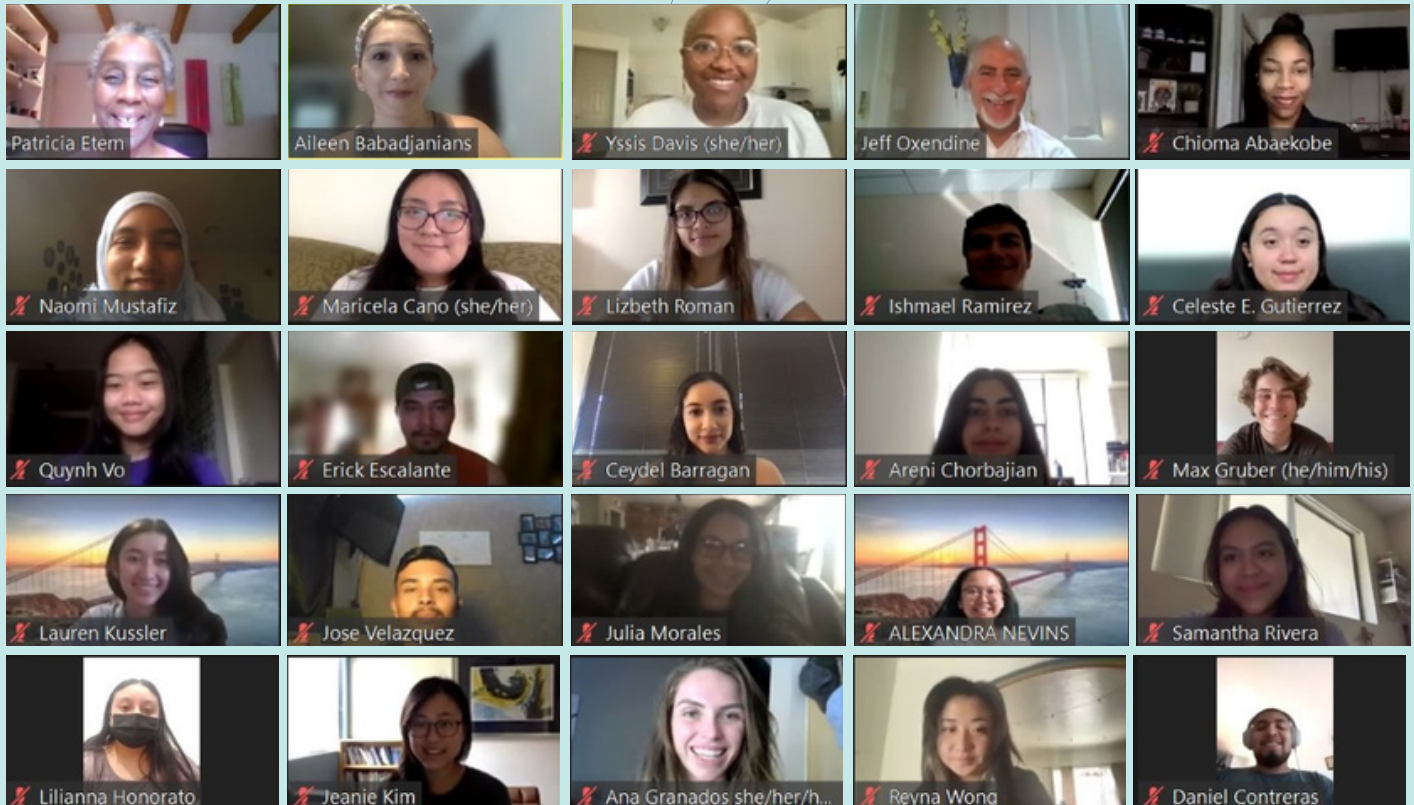 Patricia Etem
Aileen Babadjanians
Yssis Davis (she/her)
Jeff Oxendine
Chioma Abaekobe
Naomi Mustafiz
Maricela Cano (she/her)
Lizbeth Roman
Ishmael Ramirez
Celeste E. Gutierrez
Quynh Vo
Erick Escalante
Ceydel Barragan
Areni Chorbajian
Max Gruber (he/him/his)
Lauren Kussler
Jose Velazquez
Julia Morales
ALEXANDRA NEVINS
Samantha Rivera
Lilianna Honorato
Jeanie Kim
Ana Granados she/her/h...
Reyna Wong
Daniel Contreras